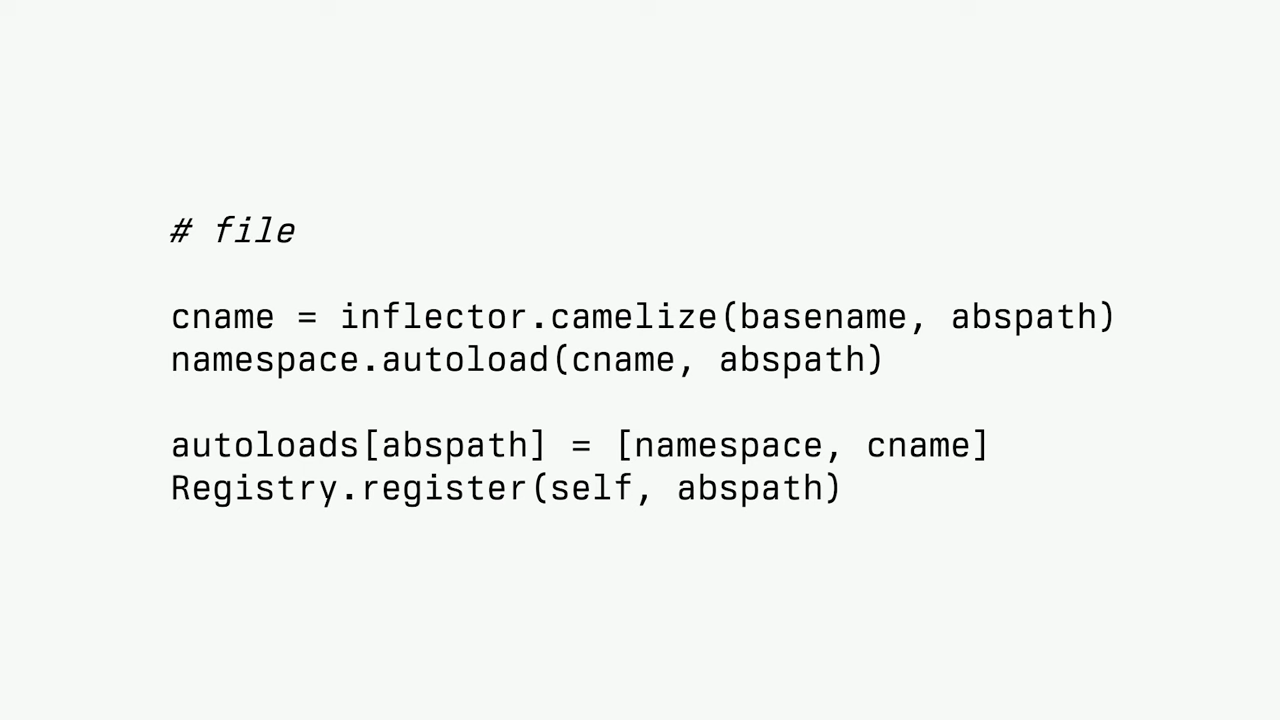 # file
cname = inflector.camelize(basename, abspath)
namespace.autoload(cname, abspath)
autoloads[abspath] = [namespace, cname]
Registry.register(self, abspath)